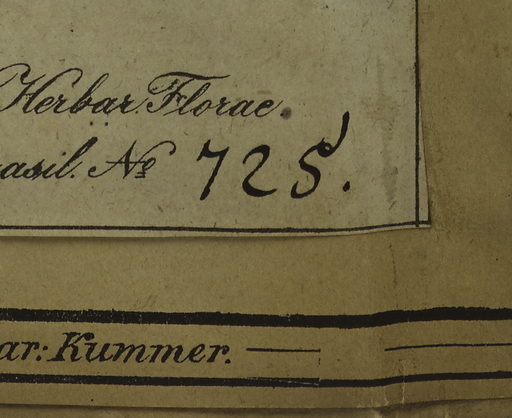 Herbar. Florae.
asil. No 725.
ar: Kummer. —